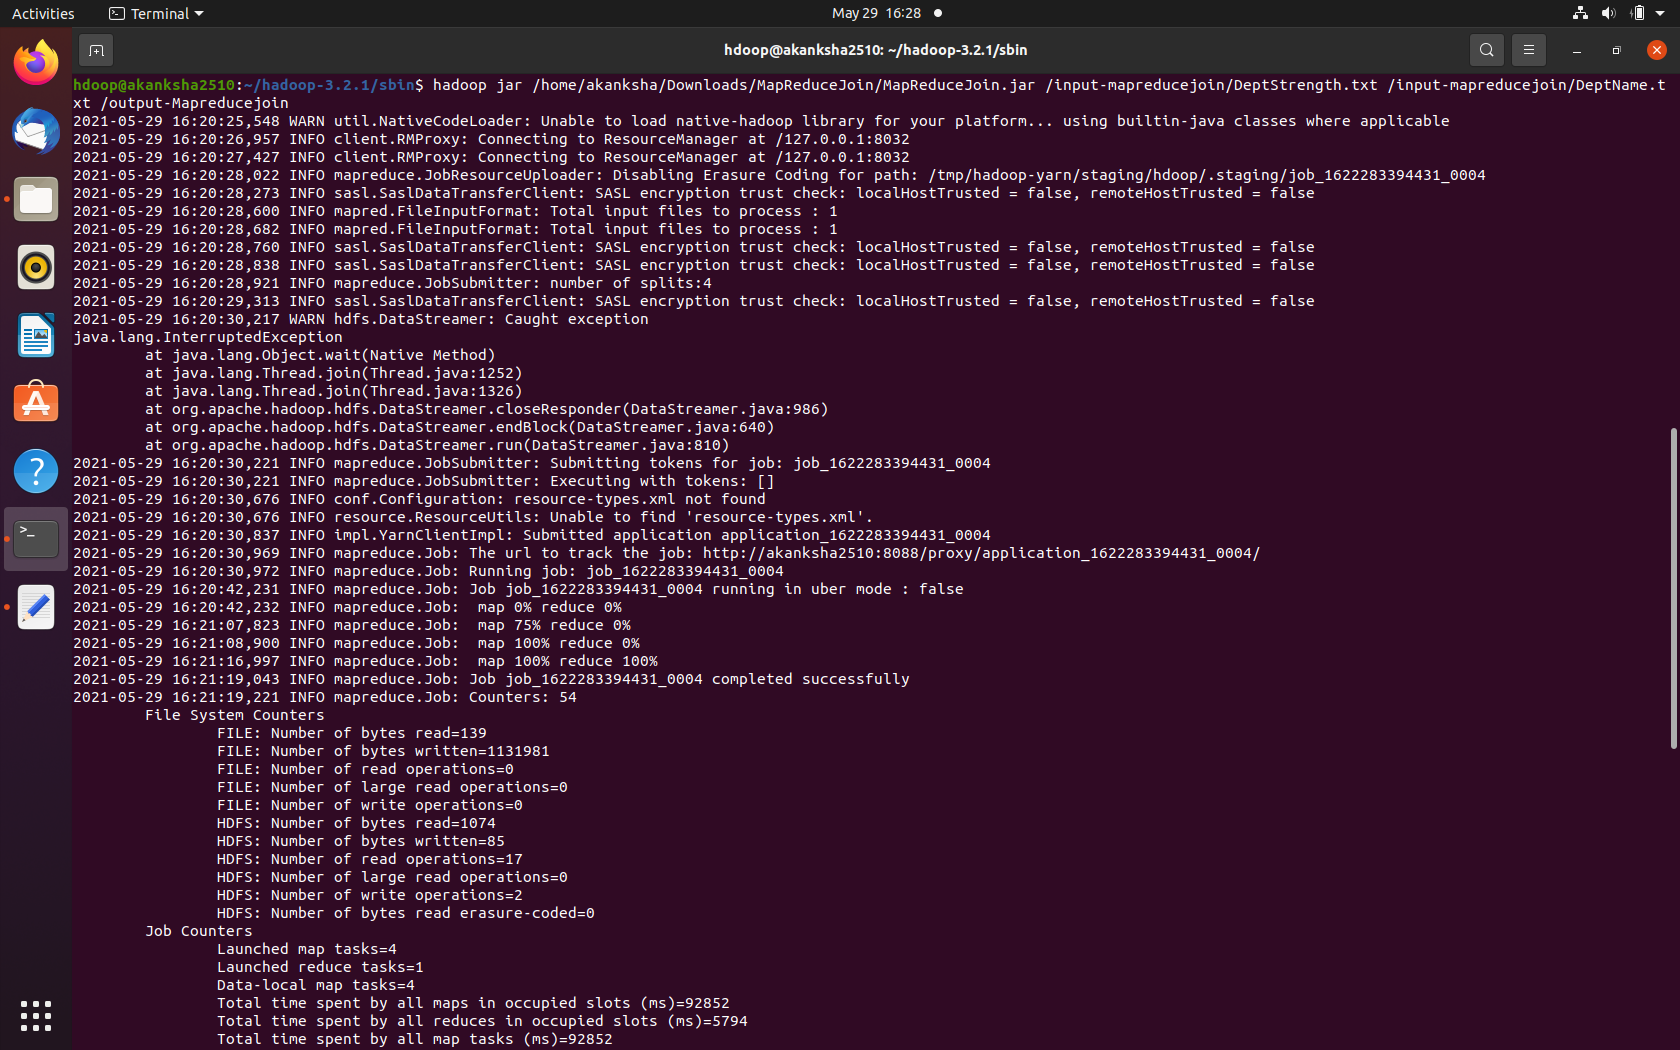 Activities
Terminal
May 29 16:28
hdoop@akanksha2510: ~/hadoop-3.2.1/sbin
hdoop@akanksha2510:~/hadoop-3.2.1/sbin$ hadoop jar /home/akanksha/Downloads/MapReduceJoin/MapReduceJoin.jar /input-mapreducejoin/DeptStrength.txt /input-mapreducejoin/DeptName.t
xt /output-Mapreducejoin
2021-05-29 16:20:25,548 WARN util.NativeCodeLoader: Unable to load native-hadoop library for your platform... using builtin-java classes where applicable
2021-05-29 16:20:26,957 INFO client.RMProxy: Connecting to ResourceManager at /127.0.0.1:8032
2021-05-29 16:20:27,427 INFO client.RMProxy: Connecting to ResourceManager at /127.0.0.1:8032
2021-05-29 16:20:28,022 INFO mapreduce.JobResourceUploader: Disabling Erasure Coding for path: /tmp/hadoop-yarn/staging/hdoop/.staging/job_1622283394431_0004
2021-05-29 16:20:28,273 INFO sasl.SaslDataTransferClient: SASL encryption trust check: localHostTrusted = false, remoteHostTrusted = false
2021-05-29 16:20:28,600 INFO mapred.FileInputFormat: Total input files to process : 1
2021-05-29 16:20:28,682 INFO mapred.FileInputFormat: Total input files to process : 1
2021-05-29 16:20:28,760 INFO sasl.SaslDataTransferClient: SASL encryption trust check: localHostTrusted = false, remoteHostTrusted = false
2021-05-29 16:20:28,838 INFO sasl.SaslDataTransferClient: SASL encryption trust check: localHostTrusted = false, remoteHostTrusted = false
2021-05-29 16:20:28,921 INFO mapreduce.JobSubmitter: number of splits:4
2021-05-29 16:20:29,313 INFO sasl.SaslDataTransferClient: SASL encryption trust check: localHostTrusted = false, remoteHostTrusted = false
2021-05-29 16:20:30,217 WARN hdfs.DataStreamer: Caught exception
java.lang.InterruptedException
at java.lang.Object.wait(Native Method)
at java.lang.Thread.join(Thread.java:1252)
at java.lang.Thread.join(Thread.java:1326)
at org.apache.hadoop.hdfs.DataStreamer.closeResponder(DataStreamer.java:986)
at org.apache.hadoop.hdfs.DataStreamer.endBlock(DataStreamer.java:640)
at org.apache.hadoop.hdfs.DataStreamer.run(DataStreamer.java:810)
2021-05-29 16:20:30,221 INFO mapreduce.JobSubmitter: Submitting tokens for job: job_1622283394431_0004
2021-05-29 16:20:30,221 INFO mapreduce.JobSubmitter: Executing with tokens: []
2021-05-29 16:20:30,676 INFO conf.Configuration: resource-types.xml not found
2021-05-29 16:20:30,676 INFO resource.ResourceUtils: Unable to find 'resource-types.xml'.
2021-05-29 16:20:30,837 INFO impl.YarnClientImpl: Submitted application application_1622283394431_0004
2021-05-29 16:20:30,969 INFO mapreduce.Job: The url to track the job: http://akanksha2510:8088/proxy/application_1622283394431_0004/
2021-05-29 16:20:30,972 INFO mapreduce.Job: Running job: job_1622283394431_0004
2021-05-29 16:20:42,231 INFO mapreduce.Job: Job job_1622283394431_0004 running in uber mode : false
2021-05-29 16:20:42,232 INFO mapreduce.Job:  map 0% reduce 0%
2021-05-29 16:21:07,823 INFO mapreduce.Job:  map 75% reduce 0%
2021-05-29 16:21:08,900 INFO mapreduce.Job:  map 100% reduce 0%
2021-05-29 16:21:16,997 INFO mapreduce.Job:  map 100% reduce 100%
2021-05-29 16:21:19,043 INFO mapreduce.Job: Job job_1622283394431_0004 completed successfully
2021-05-29 16:21:19,221 INFO mapreduce.Job: Counters: 54
File System Counters
FILE: Number of bytes read=139
FILE: Number of bytes written=1131981
FILE: Number of read operations=0
FILE: Number of large read operations=0
FILE: Number of write operations=0
HDFS: Number of bytes read=1074
HDFS: Number of bytes written=85
HDFS: Number of read operations=17
HDFS: Number of large read operations=0
HDFS: Number of write operations=2
HDFS: Number of bytes read erasure-coded=0
Job Counters
Launched map tasks=4
Launched reduce tasks=1
Data-local map tasks=4
Total time spent by all maps in occupied slots (ms)=92852
Total time spent by all reduces in occupied slots (ms)=5794
Total time spent by all map tasks (ms)=92852